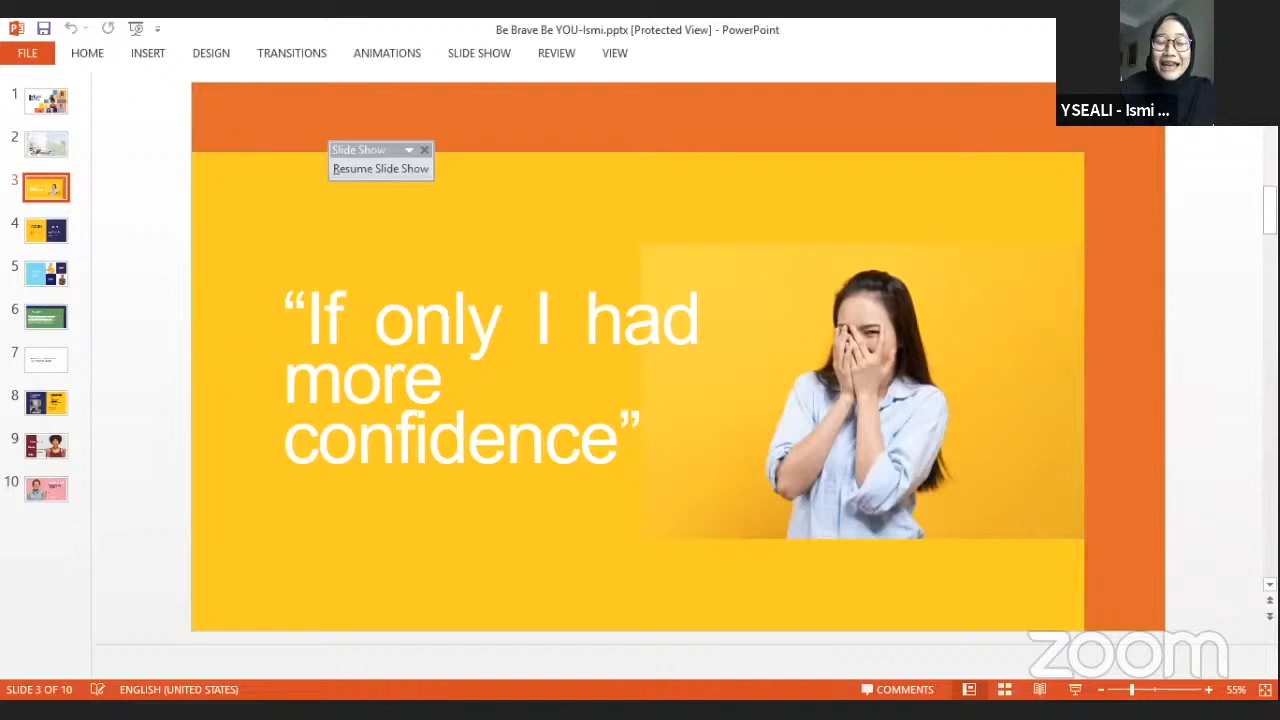 Be Brave Be YOU-Ismi.pptx [Protected View] - PowerPoint
FILE HOME INSERT DESIGN TRANSITIONS ANIMATIONS SLIDE SHOW REVIEW VIEW
YSEALI - Ismi ...
Slide Show
Resume Slide Show
“If only I had
more
confidence”
1
2
3
4
5
6
7
8
9
10
zoom
SLIDE 3 OF 10 ENGLISH (UNITED STATES) COMMENTS 55%